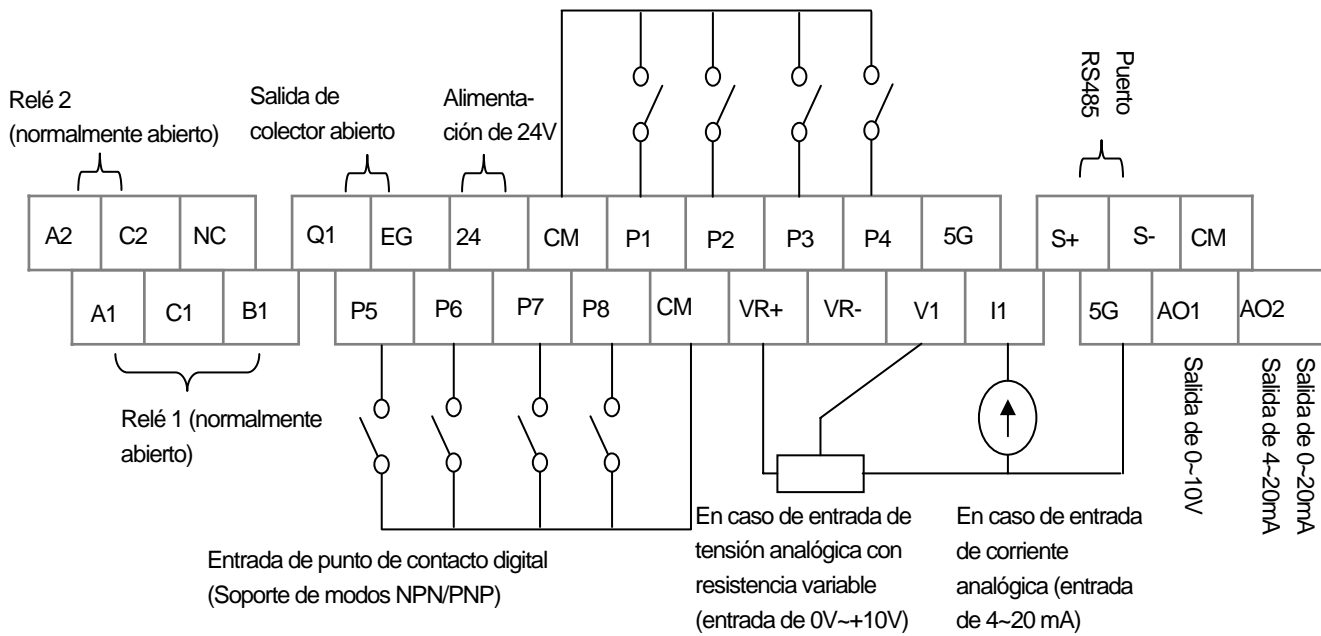 Relé 2
(normalmente abierto)
Salida de
colector abierto
Alimenta-
ción de 24V
Puerto
RS485
A2 C2 NC Q1 EG 24 CM P1 P2 P3 P4 5G S+ S- CM
A1 C1 B1 P5 P6 P7 P8 CM VR+ VR- V1 I1 5G AO1 AO2
Relé 1 (normalmente
abierto)
Entrada de punto de contacto digital
(Soporte de modos NPN/PNP)
En caso de entrada de
tensión analógica con
resistencia variable
(entrada de 0V~+10V)
En caso de entrada
de corriente
analógica (entrada
de 4~20 mA)
Salida de 0~10V
Salida de 0~20mA
Salida de 4~20mA